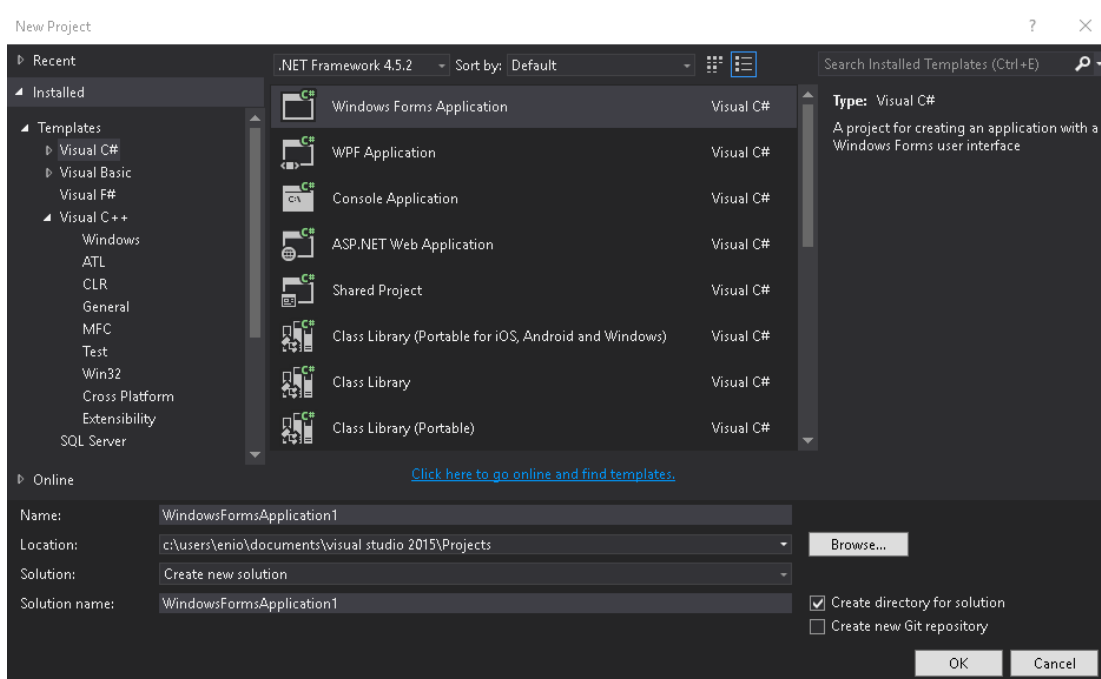 New Project
Recent
Installed
Templates
Visual C#
Visual Basic
Visual F#
Visual C++
Windows
ATL
CLR
General
MFC
Test
Win32
Cross Platform
Extensibility
SQL Server
Online
.NET Framework 4.5.2 Sort by: Default
Windows Forms Application Visual C#
WPF Application Visual C#
Console Application Visual C#
ASP.NET Web Application Visual C#
Shared Project Visual C#
Class Library (Portable for iOS, Android and Windows) Visual C#
Class Library Visual C#
Class Library (Portable) Visual C#
Click here to go online and find templates.
Search Installed Templates (Ctrl+E)
Type: Visual C#
A project for creating an application with a
Windows Forms user interface
Name: WindowsFormsApplication1
Location: c:\users\enio\documents\visual studio 2015\Projects Browse...
Solution: Create new solution
Solution name: WindowsFormsApplication1
Create directory for solution
Create new Git repository
OK Cancel